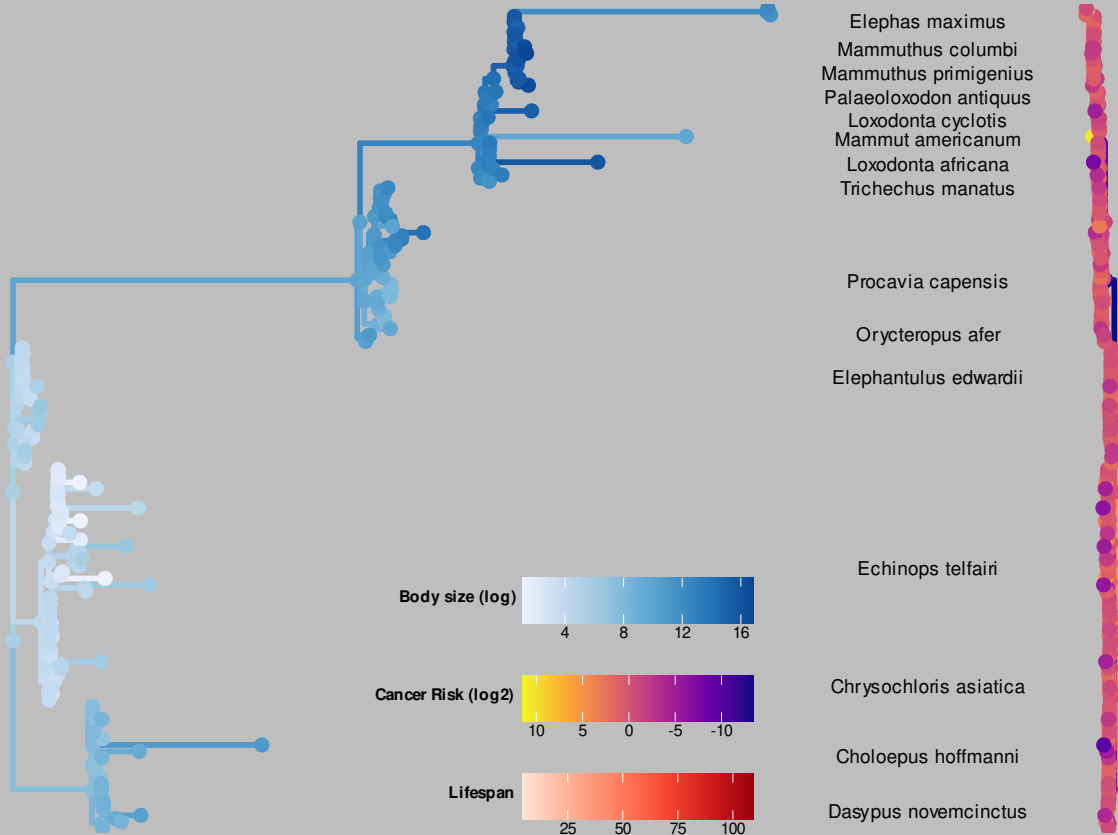 Elephas maximus
Mammuthus columbi
Mammuthus primigenius
Palaeoloxodon antiquus
Loxodonta cyclotis
Mammut americanum
Loxodonta africana
Trichechus manatus
Procavia capensis
Orycteropus afer
Elephantulus edwardii
Echinops telfairi
Chrysochloris asiatica
Choloepus hoffmanni
Dasypus novemcinctus
Body size (log)
4 8 12 16
Cancer Risk (log2)
10 5 0 -5 -10
Lifespan
25 50 75 100